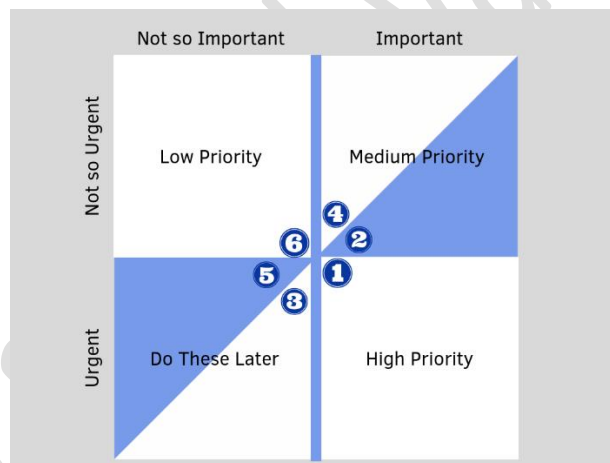 Not so Important
Important
Not so Urgent
Low Priority
Medium Priority
4
2
6
5
1
3
Urgent
Do These Later
High Priority